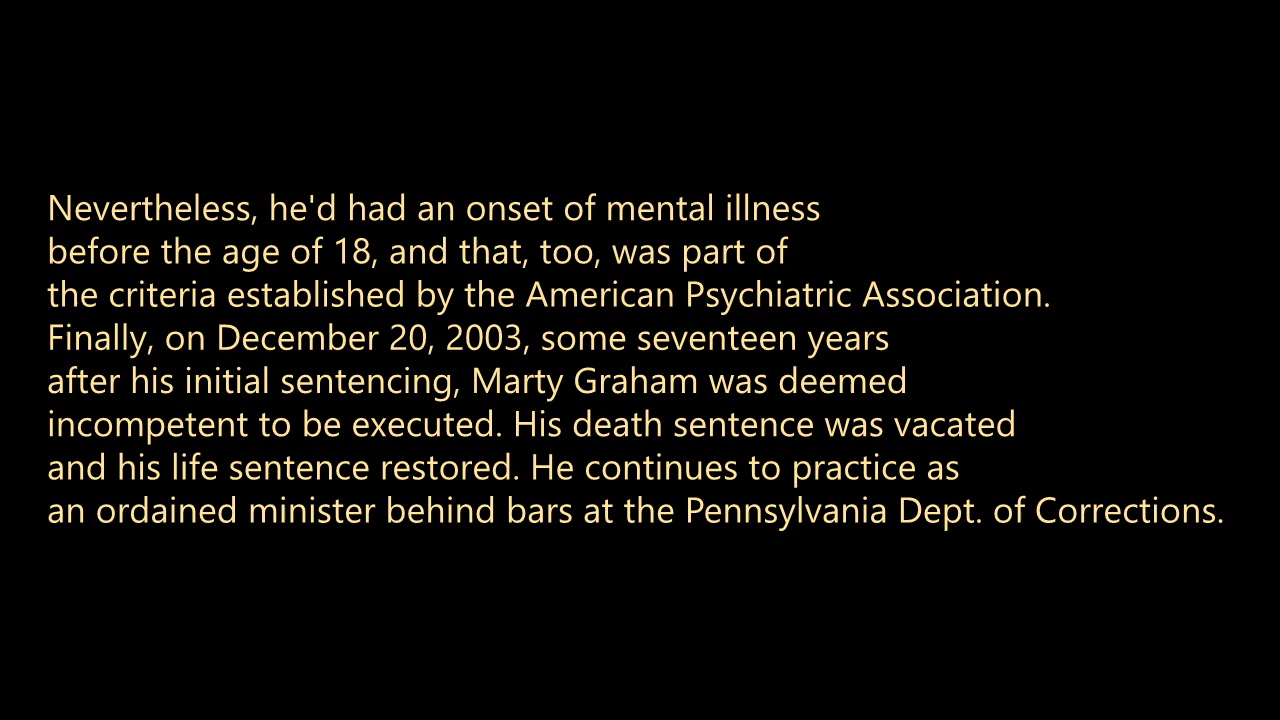 Nevertheless, he'd had an onset of mental illness
before the age of 18, and that, too, was part of
the criteria established by the American Psychiatric Association.
Finally, on December 20, 2003, some seventeen years
after his initial sentencing, Marty Graham was deemed
incompetent to be executed. His death sentence was vacated
and his life sentence restored. He continues to practice as
an ordained minister behind bars at the Pennsylvania Dept. of Corrections.